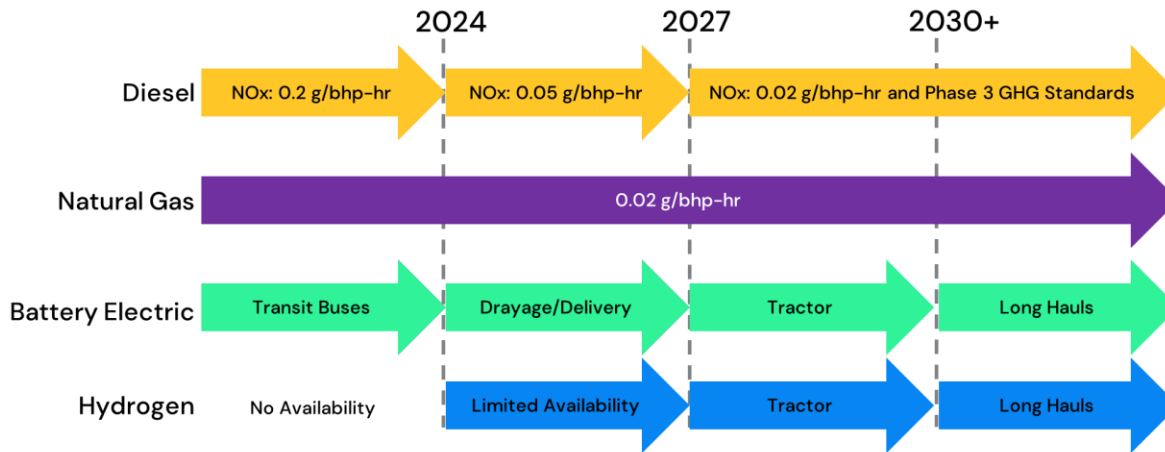 2024
2027
2030+
Diesel
NOx: 0.2 g/bhp-hr
NOx: 0.05 g/bhp-hr
NOx: 0.02 g/bhp-hr and Phase 3 GHG Standards
Natural Gas
0.02 g/bhp-hr
Battery Electric
Transit Buses
Drayage/Delivery
Tractor
Long Hauls
Hydrogen
No Availability
Limited Availability
Tractor
Long Hauls